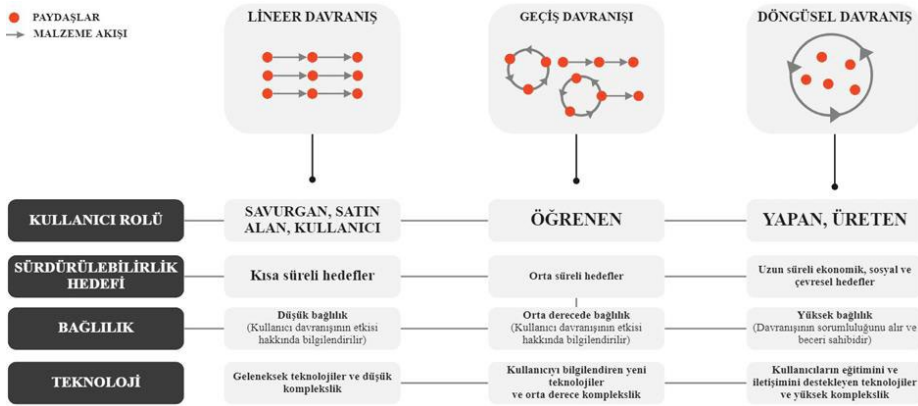 PAYDAŞLAR
MALZEME AKIŞI
LİNEER DAVRANIŞ
GEÇİŞ DAVRANIŞI
DÖNGÜSEL DAVRANIŞ
KULLANICI ROLÜ
SAVURGAN, SATIN
ALAN, KULLANICI
ÖĞRENEN
YAPAN, ÜRETEN
SÜRDÜRÜLEBİLİRLİK
HEDEFİ
Kısa süreli hedefler
Orta süreli hedefler
Uzun süreli ekonomik, sosyal ve
çevresel hedefler
BAĞLILIK
Düşük bağlılık
(Kullanıcı davranışının etkisi
hakkında bilgilendirilir)
Orta derecede bağlılık
(Kullanıcı davranışının etkisi
hakkında bilgilendirilir)
Yüksek bağlılık
(Davranışının sorumluluğunu alır ve
beceri sahibidir)
TEKNOLOJİ
Geleneksek teknolojiler ve düşük
komplekslik
Kullanıcıyı bilgilendiren yeni
teknolojiler
ve orta derece komplekslik
Kullanıcıların eğitimini ve
iletişimini destekleyen teknolojiler
ve yüksek komplekslik